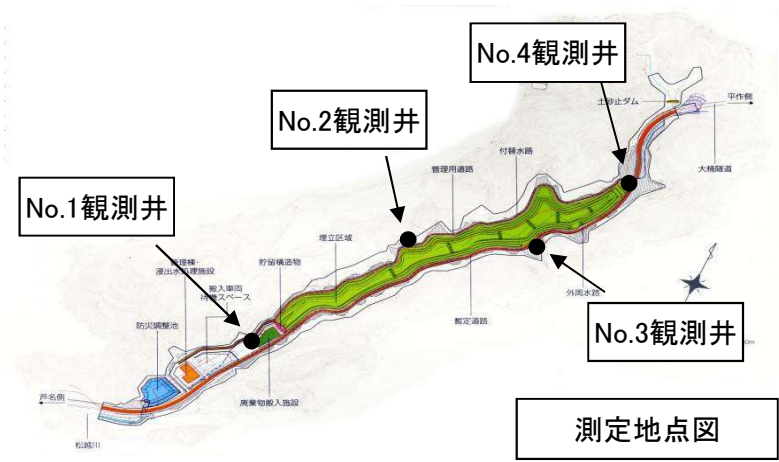 No.4観測井
土砂止ダム
平作側
No.2観測井
付替水路
管理用道路
大楠隧道
No.1観測井
埋立区域
貯留構造物
管理棟・
浸出水処理施設
搬入車両
待機スペース
外周水路
防災調整池
暫定道路
No.3観測井
芦名側
廃棄物搬入施設
松越川
測定地点図